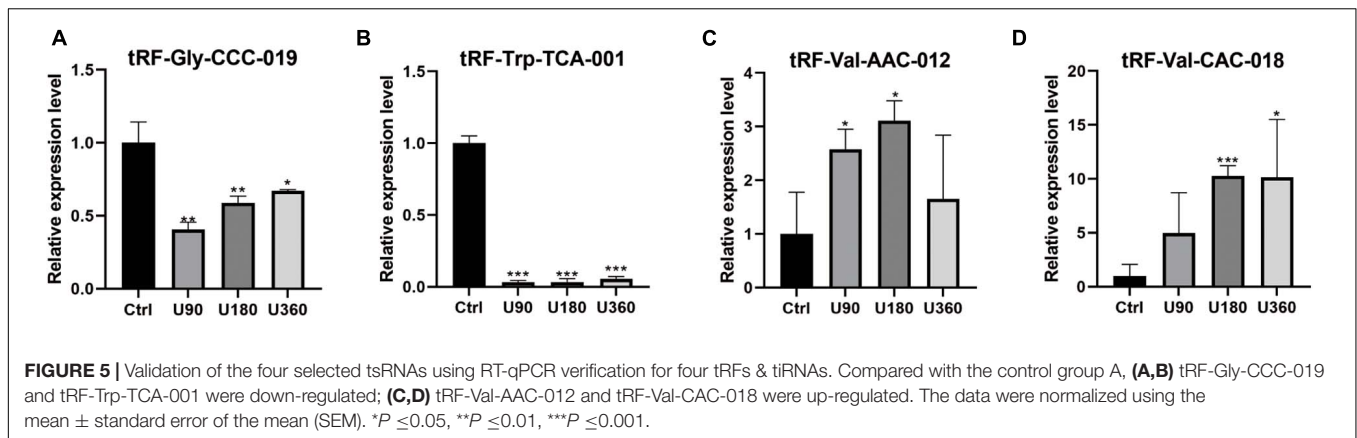 A
tRF-Gly-CCC-019
Relative expression level
1.5
1.0
0.5
0.0
**
**
*
Ctrl U90 U180 U360
B
tRF-Trp-TCA-001
Relative expression level
1.5
1.0
0.5
0.0
***
***
***
Ctrl U90 U180 U360
C
tRF-Val-AAC-012
Relative expression level
4
3
2
1
0
*
*
Ctrl U90 U180 U360
D
tRF-Val-CAC-018
Relative expression level
20
15
10
5
0
***
*
Ctrl U90 U180 U360
FIGURE 5 | Validation of the four selected tsRNAs using RT-qPCR verification for four tRFs & tiRNAs. Compared with the control group A, (A,B) tRF-Gly-CCC-019
and tRF-Trp-TCA-001 were down-regulated; (C,D) tRF-Val-AAC-012 and tRF-Val-CAC-018 were up-regulated. The data were normalized using the
mean ± standard error of the mean (SEM). *P ≤0.05, **P ≤0.01, ***P ≤0.001.